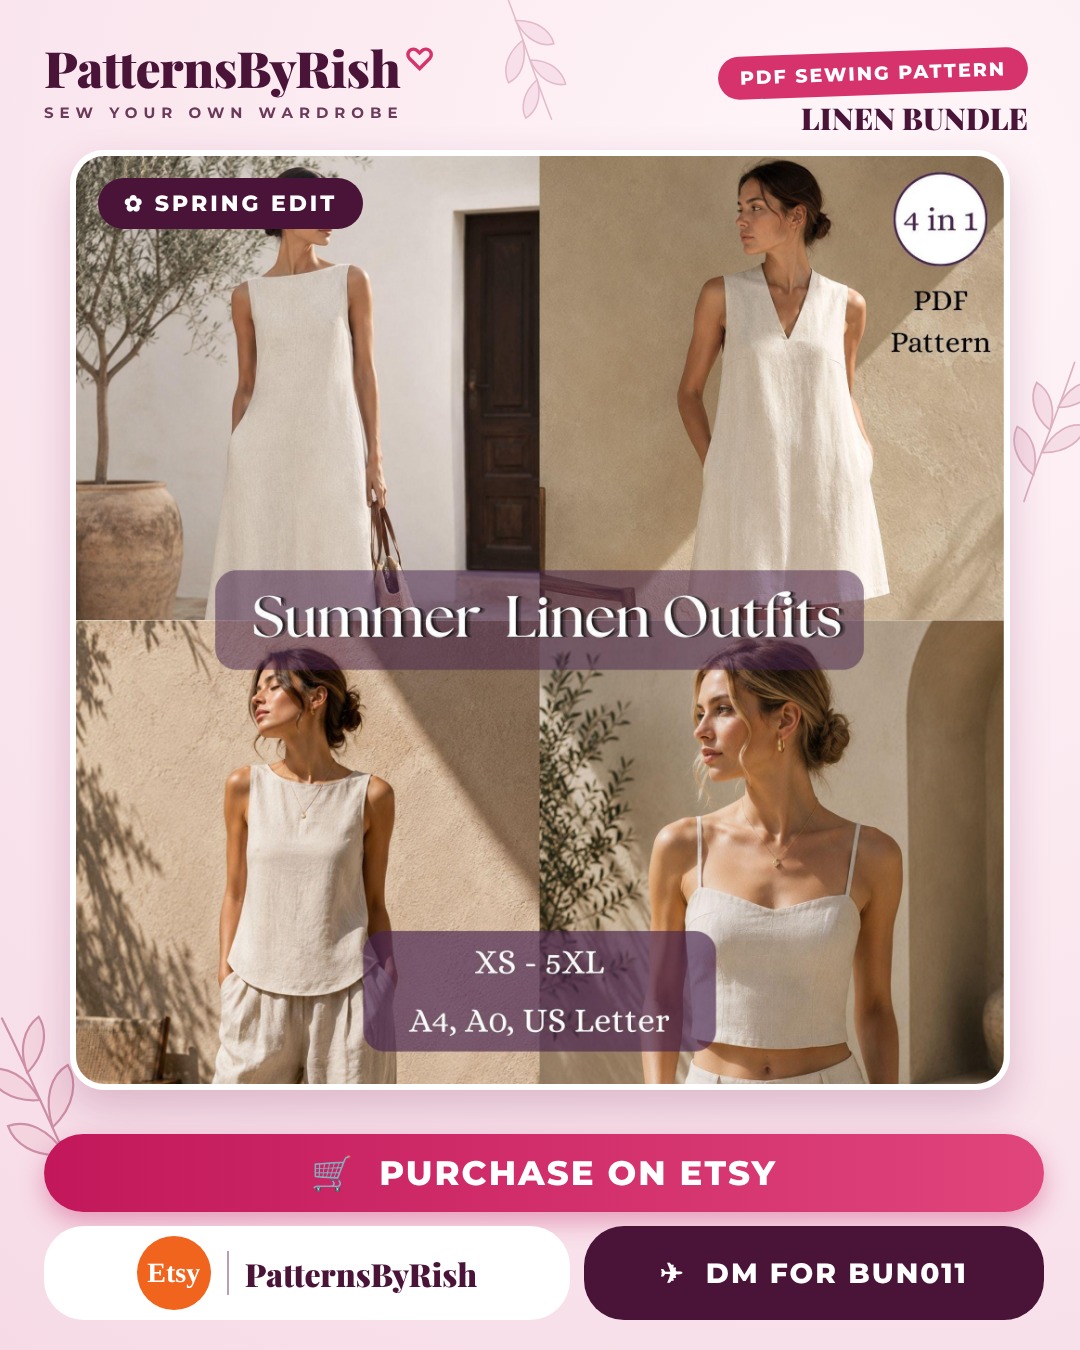 PatternsByRish
SEW YOUR OWN WARDROBE
PDF SEWING PATTERN
LINEN BUNDLE
✿ SPRING EDIT
4 in 1
PDF
Pattern
Summer Linen Outfits
XS - 5XL
A4, A0, US Letter
🛒 PURCHASE ON ETSY
Etsy | PatternsByRish
✈ DM FOR BUN011